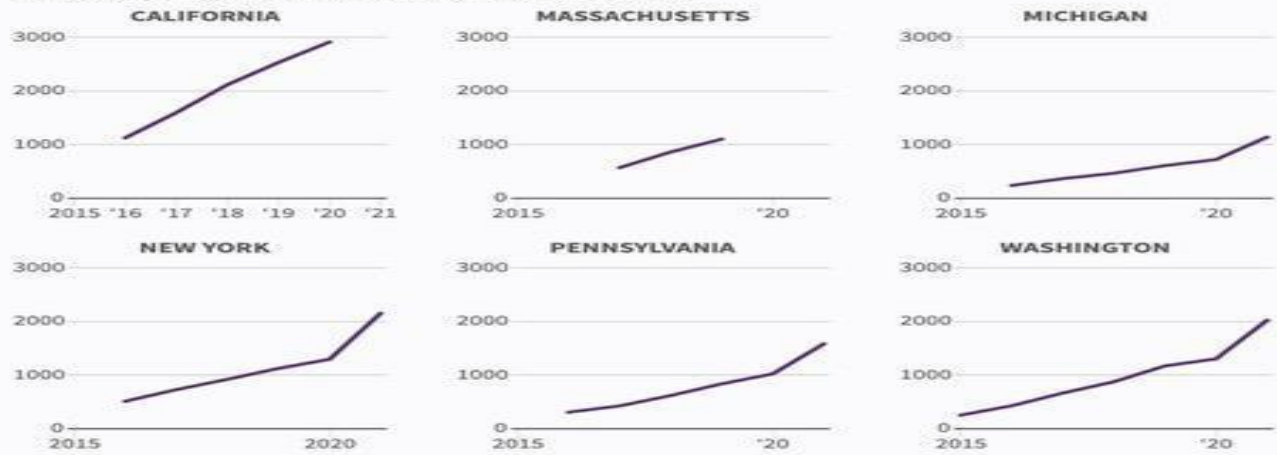 CALIFORNIA MASSACHUSETTS MICHIGAN
3000 3000 3000
2000 2000 2000
1000 1000 1000
0 0 0
2015 '16 '17 '18 '19 '20 '21 2015 '20 2015 '20
NEW YORK PENNSYLVANIA WASHINGTON
3000 3000 3000
2000 2000 2000
1000 1000 1000
0 0 0
2015 2020 2015 '20 2015 '20